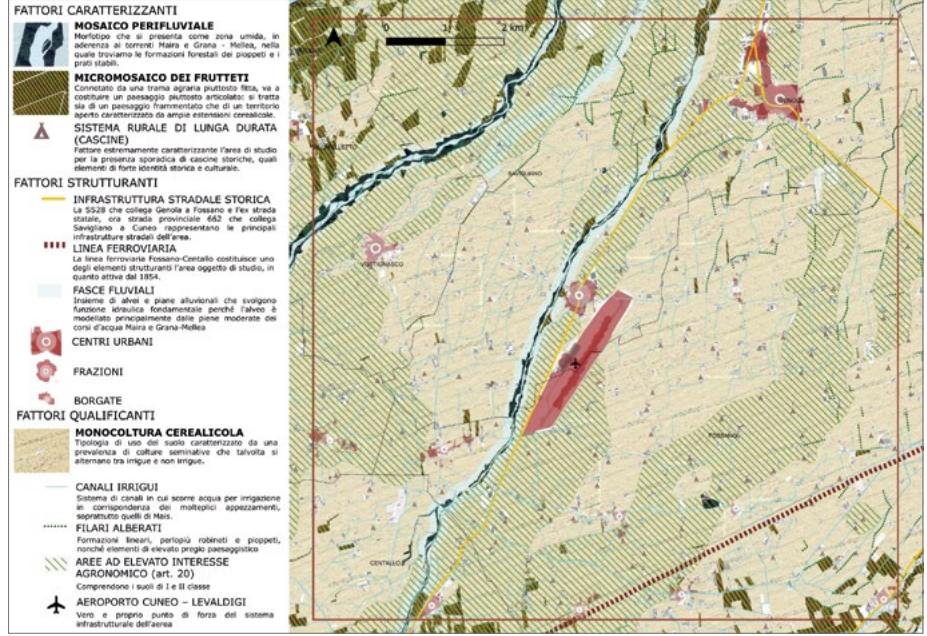 FATTORI CARATTERIZZANTI
MOSAICO PERIFLUVIALE
Morfotipo che si presenta come zona umida, in
aderenza ai torrenti Maira e Grana - Mellea, nella
quale troviamo le formazioni forestali dei pioppeti e i
prati stabili.
MICROMOSAICO DEI FRUTTETI
Connotato da una trama agraria piuttosto fitta, va a
costituire un paesaggio piuttosto articolato: si tratta
sia di un paesaggio frammentato che di un territorio
aperto caratterizzato da ampie estensioni cerealicole.
SISTEMA RURALE DI LUNGA DURATA
(CASCINE)
Fattore estremamente caratterizzante l'area di studio
per la presenza sporadica di cascine storiche, quali
elementi di forte identità storica e culturale.
FATTORI STRUTTURANTI
INFRASTRUTTURA STRADALE STORICA
La SS28 che collega Genola a Fossano e l'ex strada
statale, ora strada provinciale 662 che collega
Savigliano a Cuneo rappresentano le principali
infrastrutture stradali dell'area.
LINEA FERROVIARIA
La linea ferroviaria Fossano-Centallo costituisce uno
degli elementi strutturanti l'area oggetto di studio, in
quanto attiva dal 1854.
FASCE FLUVIALI
Insieme di alvei e piane alluvionali che svolgono
funzione idraulica fondamentale perché l'alveo è
modellato principalmente dalle piene moderate dei
corsi d'acqua Maira e Grana-Mellea
CENTRI URBANI
FRAZIONI
BORGATE
FATTORI QUALIFICANTI
MONOCOLTURA CEREALICOLA
Tipologia di uso del suolo caratterizzato da una
prevalenza di colture seminative che talvolta si
alternano tra irrigue e non irrigue.
CANALI IRRIGUI
Sistema di canali in cui scorre acqua per irrigazione
in corrispondenza dei molteplici appezzamenti,
soprattutto quelli di Mais.
FILARI ALBERATI
Formazioni lineari, perlopiù robineti e pioppeti,
nonché elementi di elevato pregio paesaggistico
AREE AD ELEVATO INTERESSE
AGRONOMICO (art. 20)
Comprendono i suoli di I e II classe
AEROPORTO CUNEO – LEVALDIGI
Vero e proprio punto di forza del sistema
infrastrutturale dell'aerea
0 1 2 km
SAVIGLIANO
VOTTIGNASCO
FOSSANO
CENTALLO